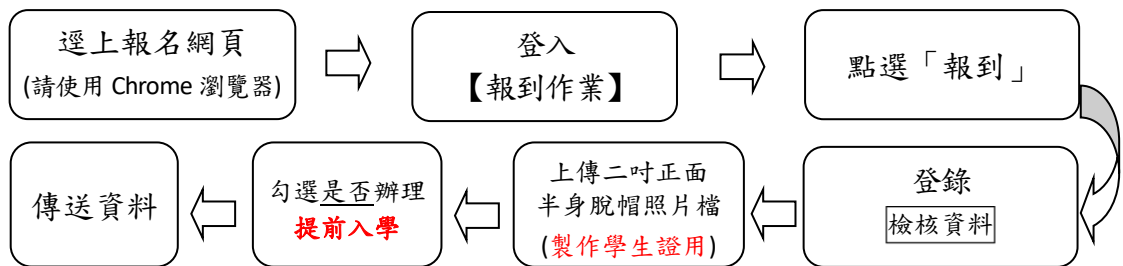 逕上報名網頁
(請使用 Chrome 瀏覽器)
登入
【報到作業】
點選「報到」
登錄
檢核資料
上傳二吋正面
半身脫帽照片檔
(製作學生證用)
勾選是否辦理
提前入學
傳送資料